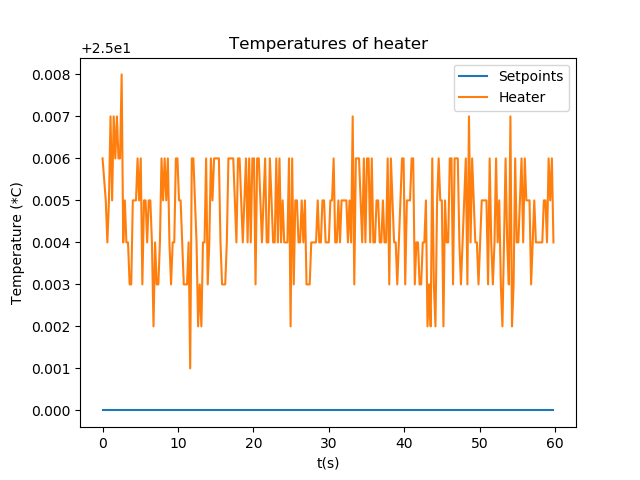 Temperatures of heater
+2.5e1
Setpoints
Heater
0.008
0.007
0.006
0.005
0.004
0.003
0.002
0.001
0.000
Temperature (*C)
0 10 20 30 40 50 60
t(s)